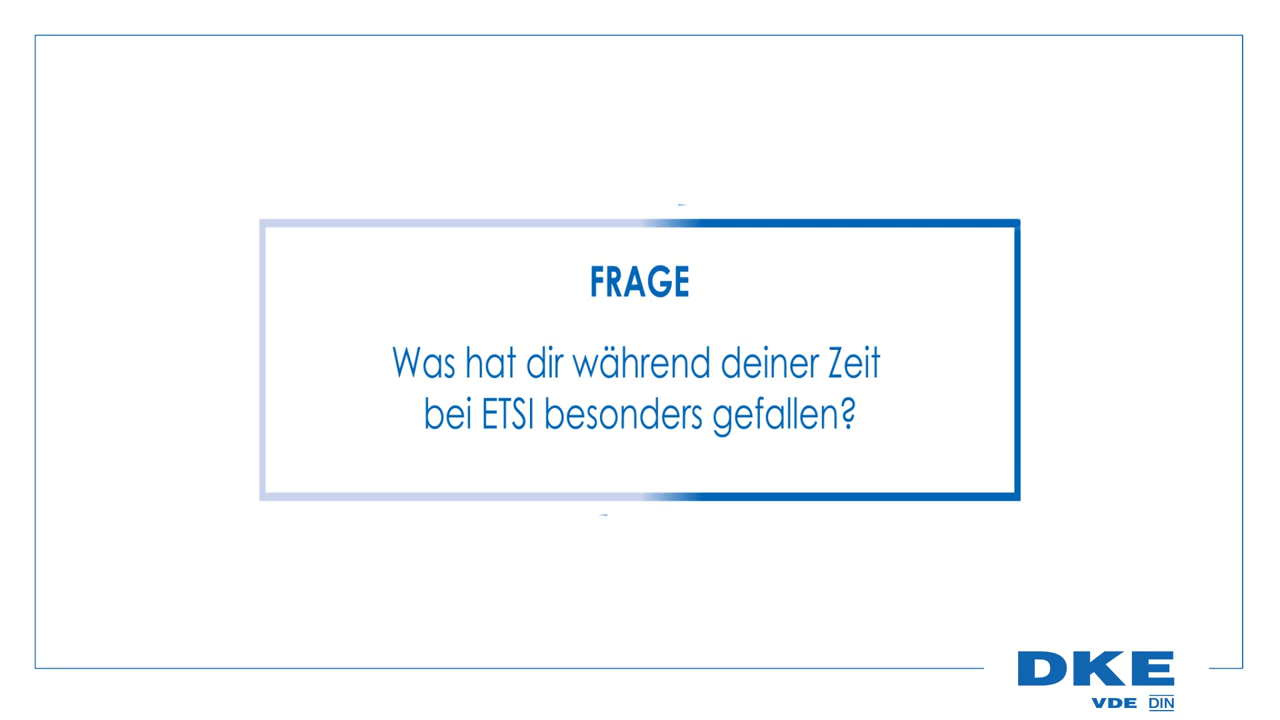 FRAGE
Was hat dir während deiner Zeit
bei ETSI besonders gefallen?
DKE
VDE DIN